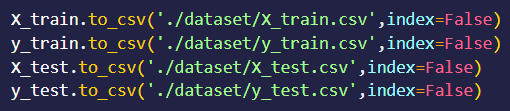 X_train.to_csv('./dataset/X_train.csv',index=False)
y_train.to_csv('./dataset/y_train.csv',index=False)
X_test.to_csv('./dataset/X_test.csv',index=False)
y_test.to_csv('./dataset/y_test.csv',index=False)